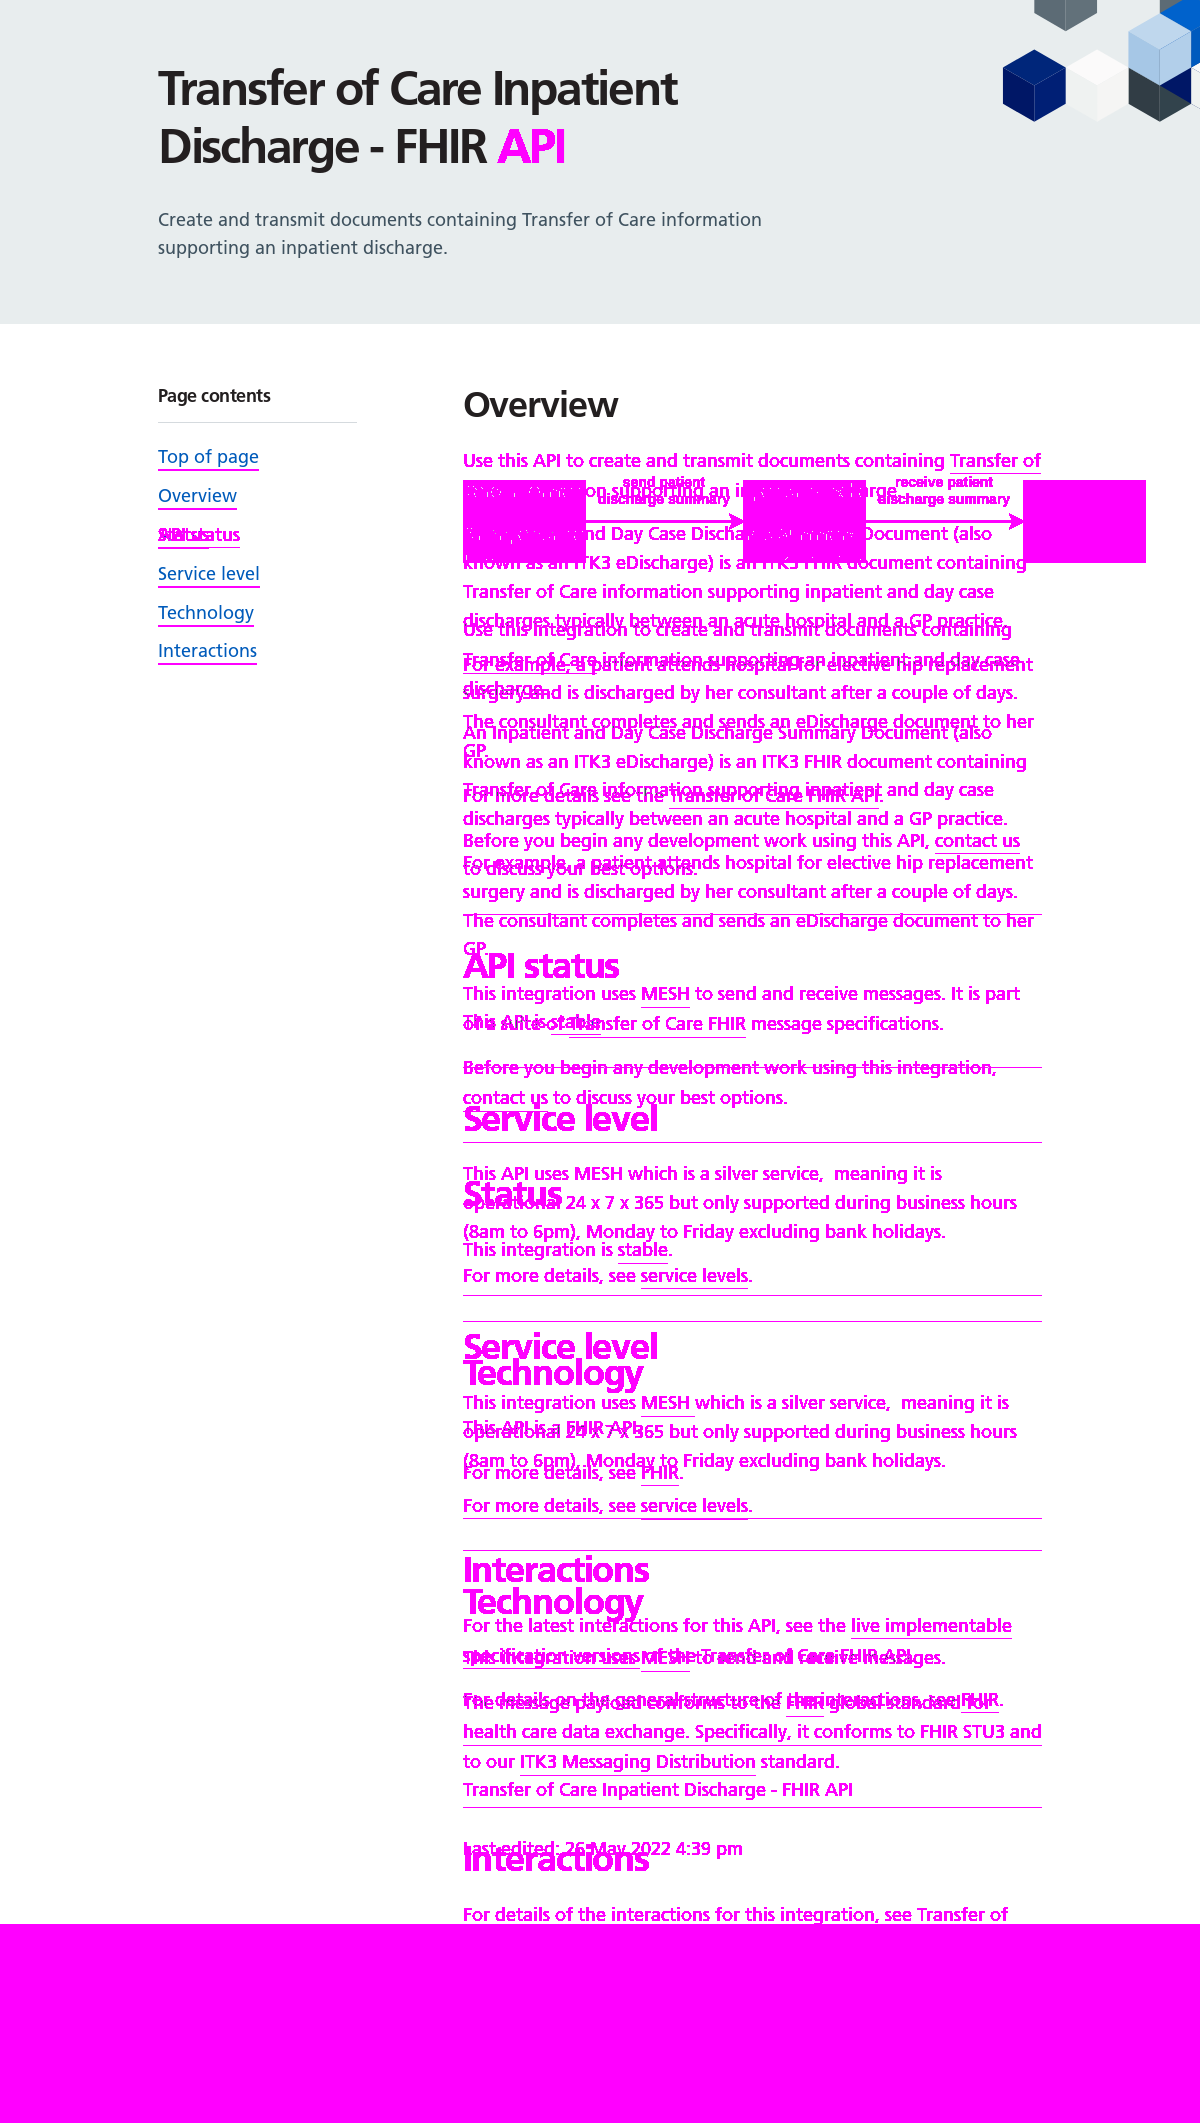 Transfer of Care Inpatient
Discharge - FHIR API
Create and transmit documents containing Transfer of Care information
supporting an inpatient discharge.
Page contents
Top of page
Overview
status
Service level
Technology
Interactions
Overview
Use this API to create and transmit documents containing Transfer of
send patient
receive patient
supporting an
discharge summary
discharge summary
and Day Case Document (also
known as an ITK3 eDischarge) is an ITK3 FHIR document containing
Transfer of Care information supporting inpatient and day case
discharges typically between an acute hospital and a GP practice.
Use this integration to create and transmit documents containing
Transfer of Care information supporting an inpatient and day case
For example, a patient attends hospital for elective hip replacement
discharge.
surgery and is discharged by her consultant after a couple of days.
The consultant completes and sends an eDischarge document to her
An Inpatient and Day Case Discharge Summary Document (also
GP.
known as an ITK3 eDischarge) is an ITK3 FHIR document containing
Transfer of Care information supporting inpatient and day case
For more details see the Transfer of Care FHIR API.
discharges typically between an acute hospital and a GP practice.
Before you begin any development work using this API, contact us
For example, a patient attends hospital for elective hip replacement
to discuss your best options.
surgery and is discharged by her consultant after a couple of days.
The consultant completes and sends an eDischarge document to her
GP.
API status
This integration uses MESH to send and receive messages. It is part
This API is stable.
of a suite of Transfer of Care FHIR message specifications.
Before you begin any development work using this integration,
contact us to discuss your best options.
Service level
This API uses MESH which is a silver service, meaning it is
Status
operational 24 x 7 x 365 but only supported during business hours
(8am to 6pm), Monday to Friday excluding bank holidays.
This integration is stable.
For more details, see service levels.
Service level
Technology
This integration uses MESH which is a silver service, meaning it is
This API is a FHIR API.
operational 24 x 7 x 365 but only supported during business hours
(8am to 6pm), Monday to Friday excluding bank holidays.
For more details, see FHIR.
For more details, see service levels.
Interactions
Technology
For the latest interactions for this API, see the live implementable
specification versions of the Transfer of Care FHIR API.
This integration uses MESH to send and receive messages.
For details on the general structure of the interactions, see FHIR.
The message payload conforms to the FHIR global standard for
health care data exchange. Specifically, it conforms to FHIR STU3 and
to our ITK3 Messaging Distribution standard.
Transfer of Care Inpatient Discharge - FHIR API
Last edited: 26 May 2022 4:39 pm
Interactions
For details of the interactions for this integration, see Transfer of